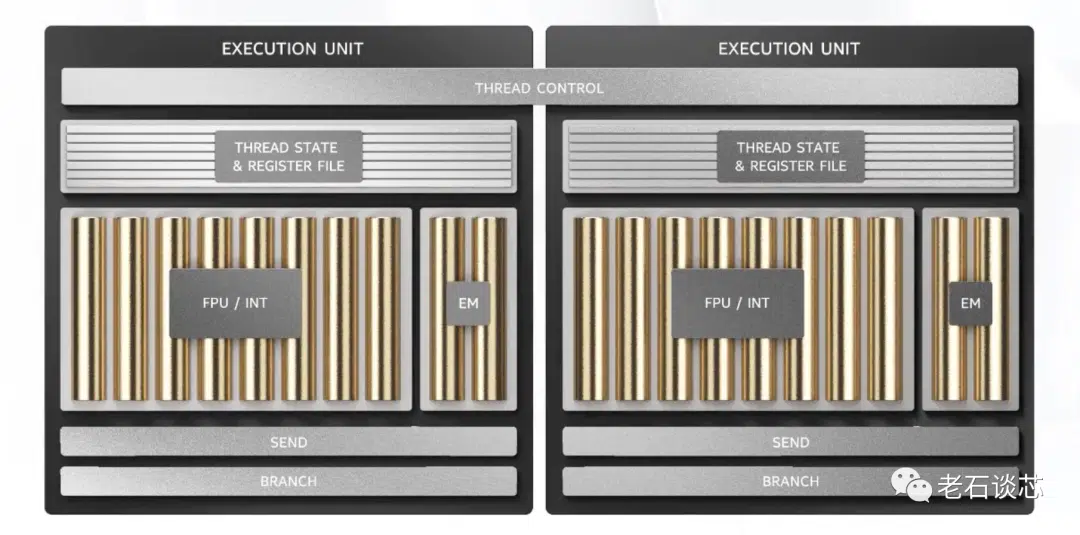 EXECUTION UNIT
EXECUTION UNIT
THREAD CONTROL
THREAD STATE
& REGISTER FILE
THREAD STATE
& REGISTER FILE
FPU / INT
EM
FPU / INT
EM
SEND
SEND
BRANCH
BRANCH
老石谈芯